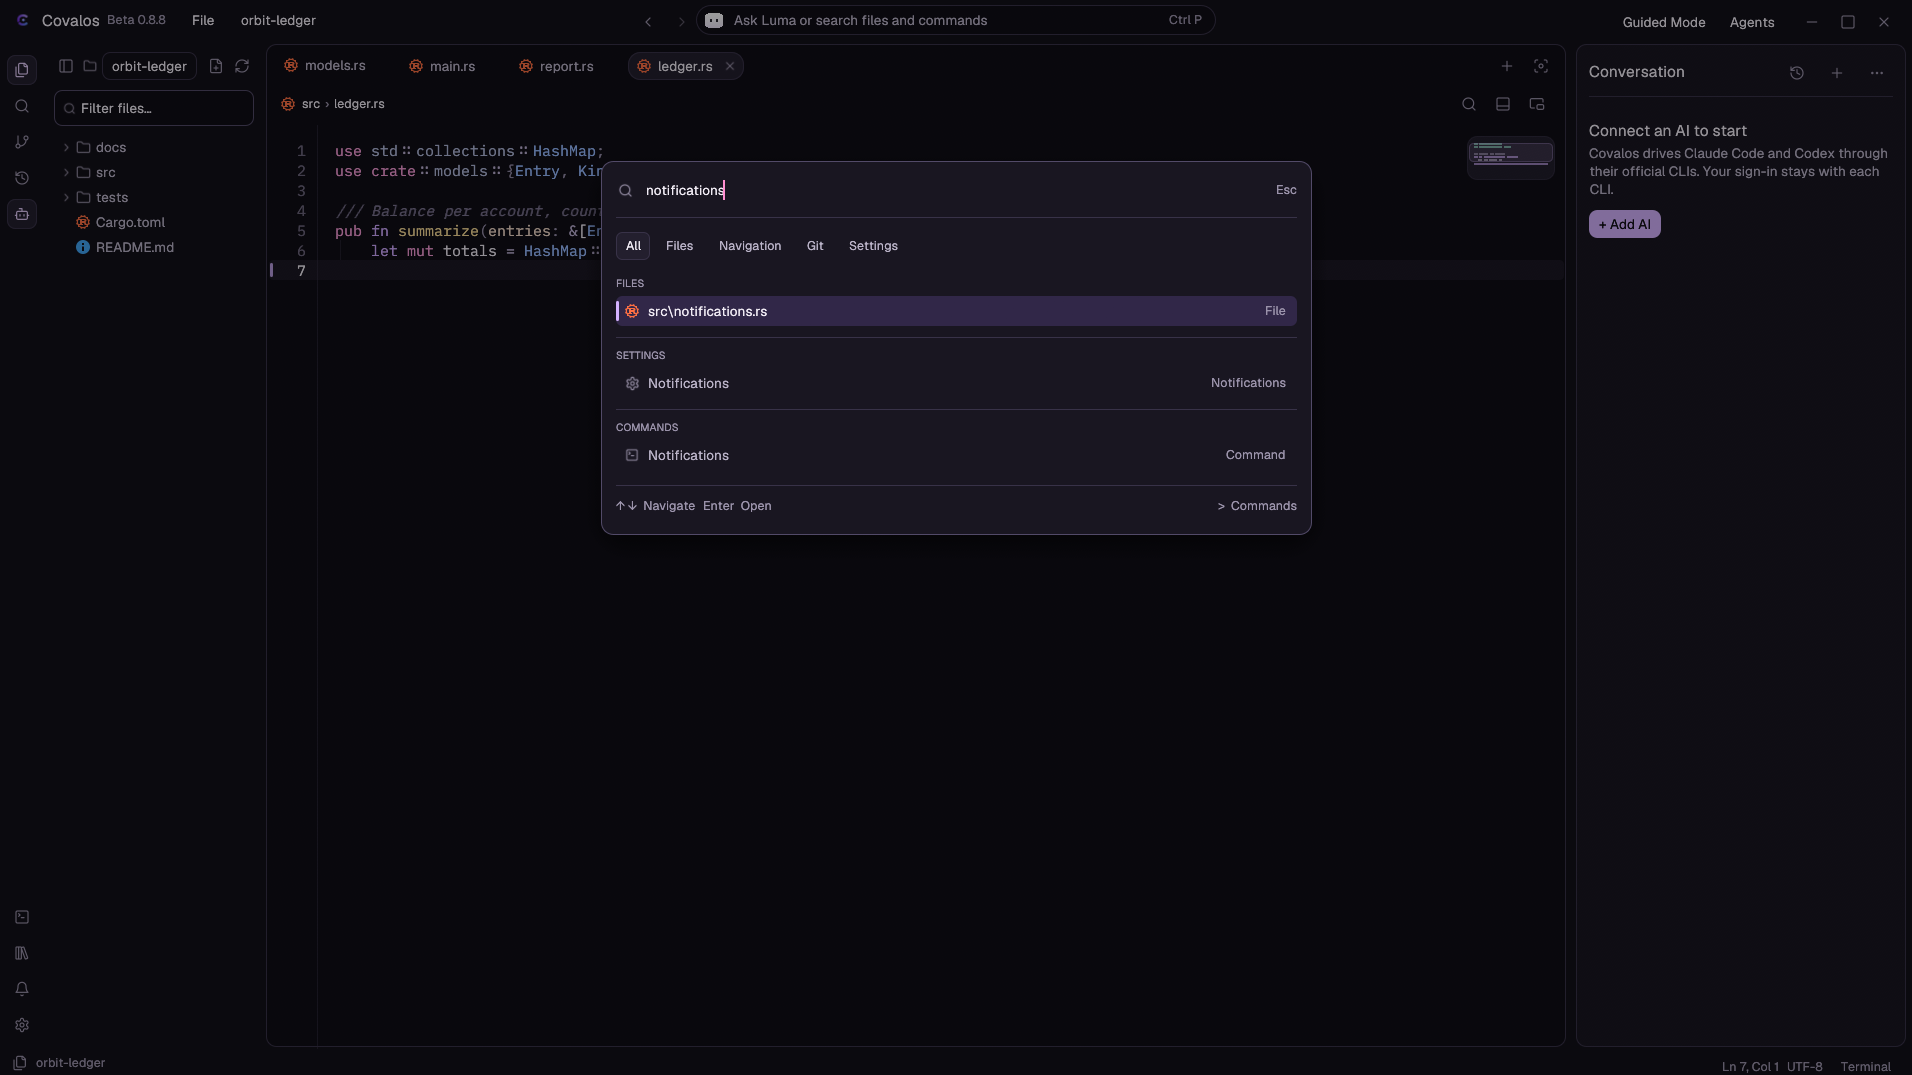 Covalos Beta 0.8.8 File orbit-ledger
Ask Luma or search files and commands Ctrl P
Guided Mode Agents
orbit-ledger
Filter files...
docs
src
tests
Cargo.toml
README.md
models.rs main.rs report.rs ledger.rs
src › ledger.rs
1 use std::collections::HashMap;
2 use crate::models::{Entry, Kin
3
4 /// Balance per account, count
5 pub fn summarize(entries: &[En
6 let mut totals = HashMap::
7
notifications Esc
All Files Navigation Git Settings
FILES
src\notifications.rs File
SETTINGS
Notifications Notifications
COMMANDS
Notifications Command
↑↓ Navigate Enter Open > Commands
Conversation
Connect an AI to start
Covalos drives Claude Code and Codex through
their official CLIs. Your sign-in stays with each
CLI.
+ Add AI
orbit-ledger
Ln 7, Col 1 UTF-8 Terminal